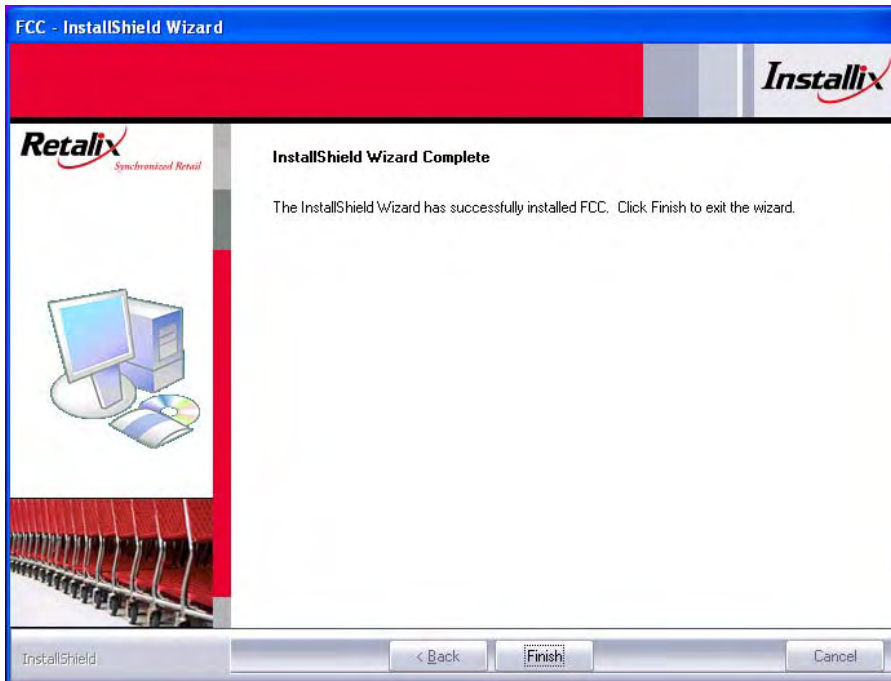 FCC - InstallShield Wizard
Installix
Retalix
Synchronized Retail
InstallShield Wizard Complete
The InstallShield Wizard has successfully installed FCC. Click Finish to exit the wizard.
InstallShield
< Back
Finish
Cancel